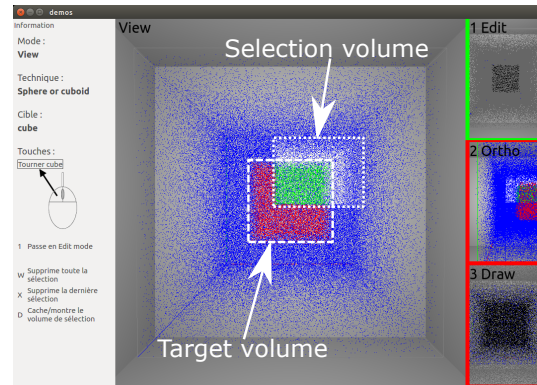 demos
Information
Mode :
View
Technique :
Sphere or cuboid
Cible :
cube
Touches :
Tourner cube
1 Passe en Edit mode
W Supprime toute la
sélection
X Supprime la dernière
sélection
D Cache/montre le
volume de sélection
View
Selection volume
Target volume
1 Edit
2 Ortho
3 Draw